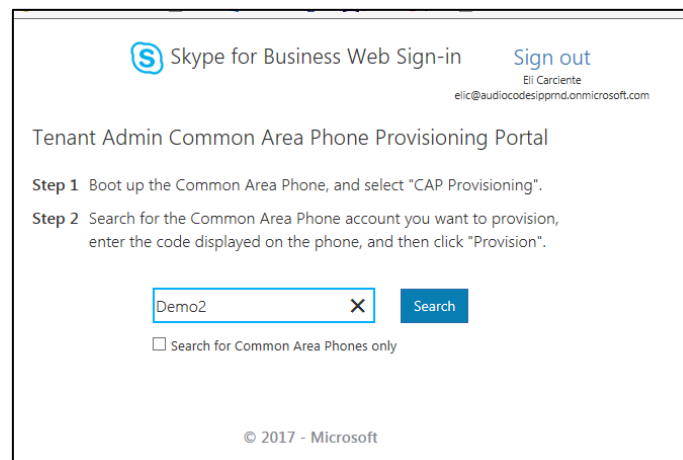 Skype for Business Web Sign-in
Sign out
Eli Carciente
elic@audiocodesipprnd.onmicrosoft.com
Tenant Admin Common Area Phone Provisioning Portal
Step 1 Boot up the Common Area Phone, and select "CAP Provisioning".
Step 2 Search for the Common Area Phone account you want to provision,
enter the code displayed on the phone, and then click "Provision".
Demo2
Search
Search for Common Area Phones only
© 2017 - Microsoft